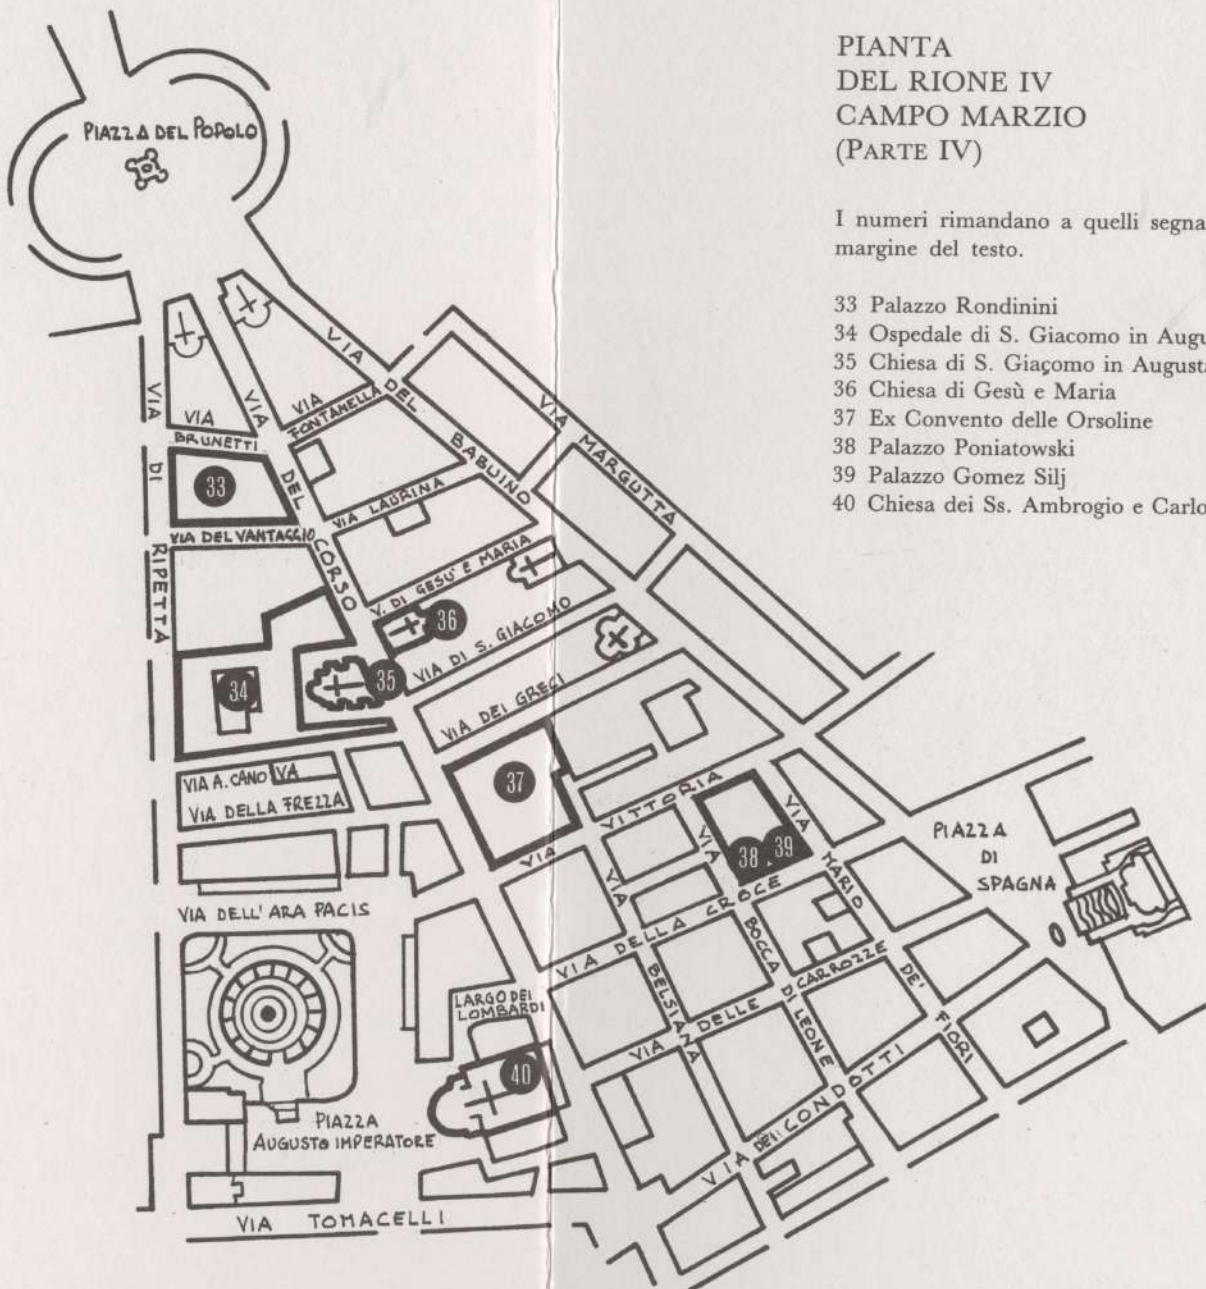 PIANTA
DEL RIONE IV
CAMPO MARZIO
(PARTE IV)
I numeri rimandano a quelli segna
margine del testo.
33 Palazzo Rondinini
34 Ospedale di S. Giacomo in Augu
35 Chiesa di S. Giaçomo in Augusta
36 Chiesa di Gesù e Maria
37 Ex Convento delle Orsoline
38 Palazzo Poniatowski
39 Palazzo Gomez Silj
40 Chiesa dei Ss. Ambrogio e Carlo
PIAZZA DEL POPOLO
VIA DI RIPETTA
VIA
BRUNETTI
VIA DEL CORSO
VIA
FONTANELLA
VIA DEL BABUINO
VIA MARGUTTA
33
VIA LAURINA
VIA DEL VANTAGGIO
V. DI GESU' E MARIA
36
VIA DI S. GIACOMO
35
34
VIA DEI GRECI
37
VIA A. CANOVA
VIA DELLA FREZZA
VIA VITTORIA
38 39
VIA MARIO DE' FIORI
PIAZZA
DI
SPAGNA
VIA DELL' ARA PACIS
VIA DELLA CROCE
VIA BELSIANA
VIA BOCCA DI LEONE
VIA DELLE CARROZZE
LARGO DEI
LOMBARDI
40
VIA DEI CONDOTTI
PIAZZA
AUGUSTO IMPERATORE
VIA TOMACELLI